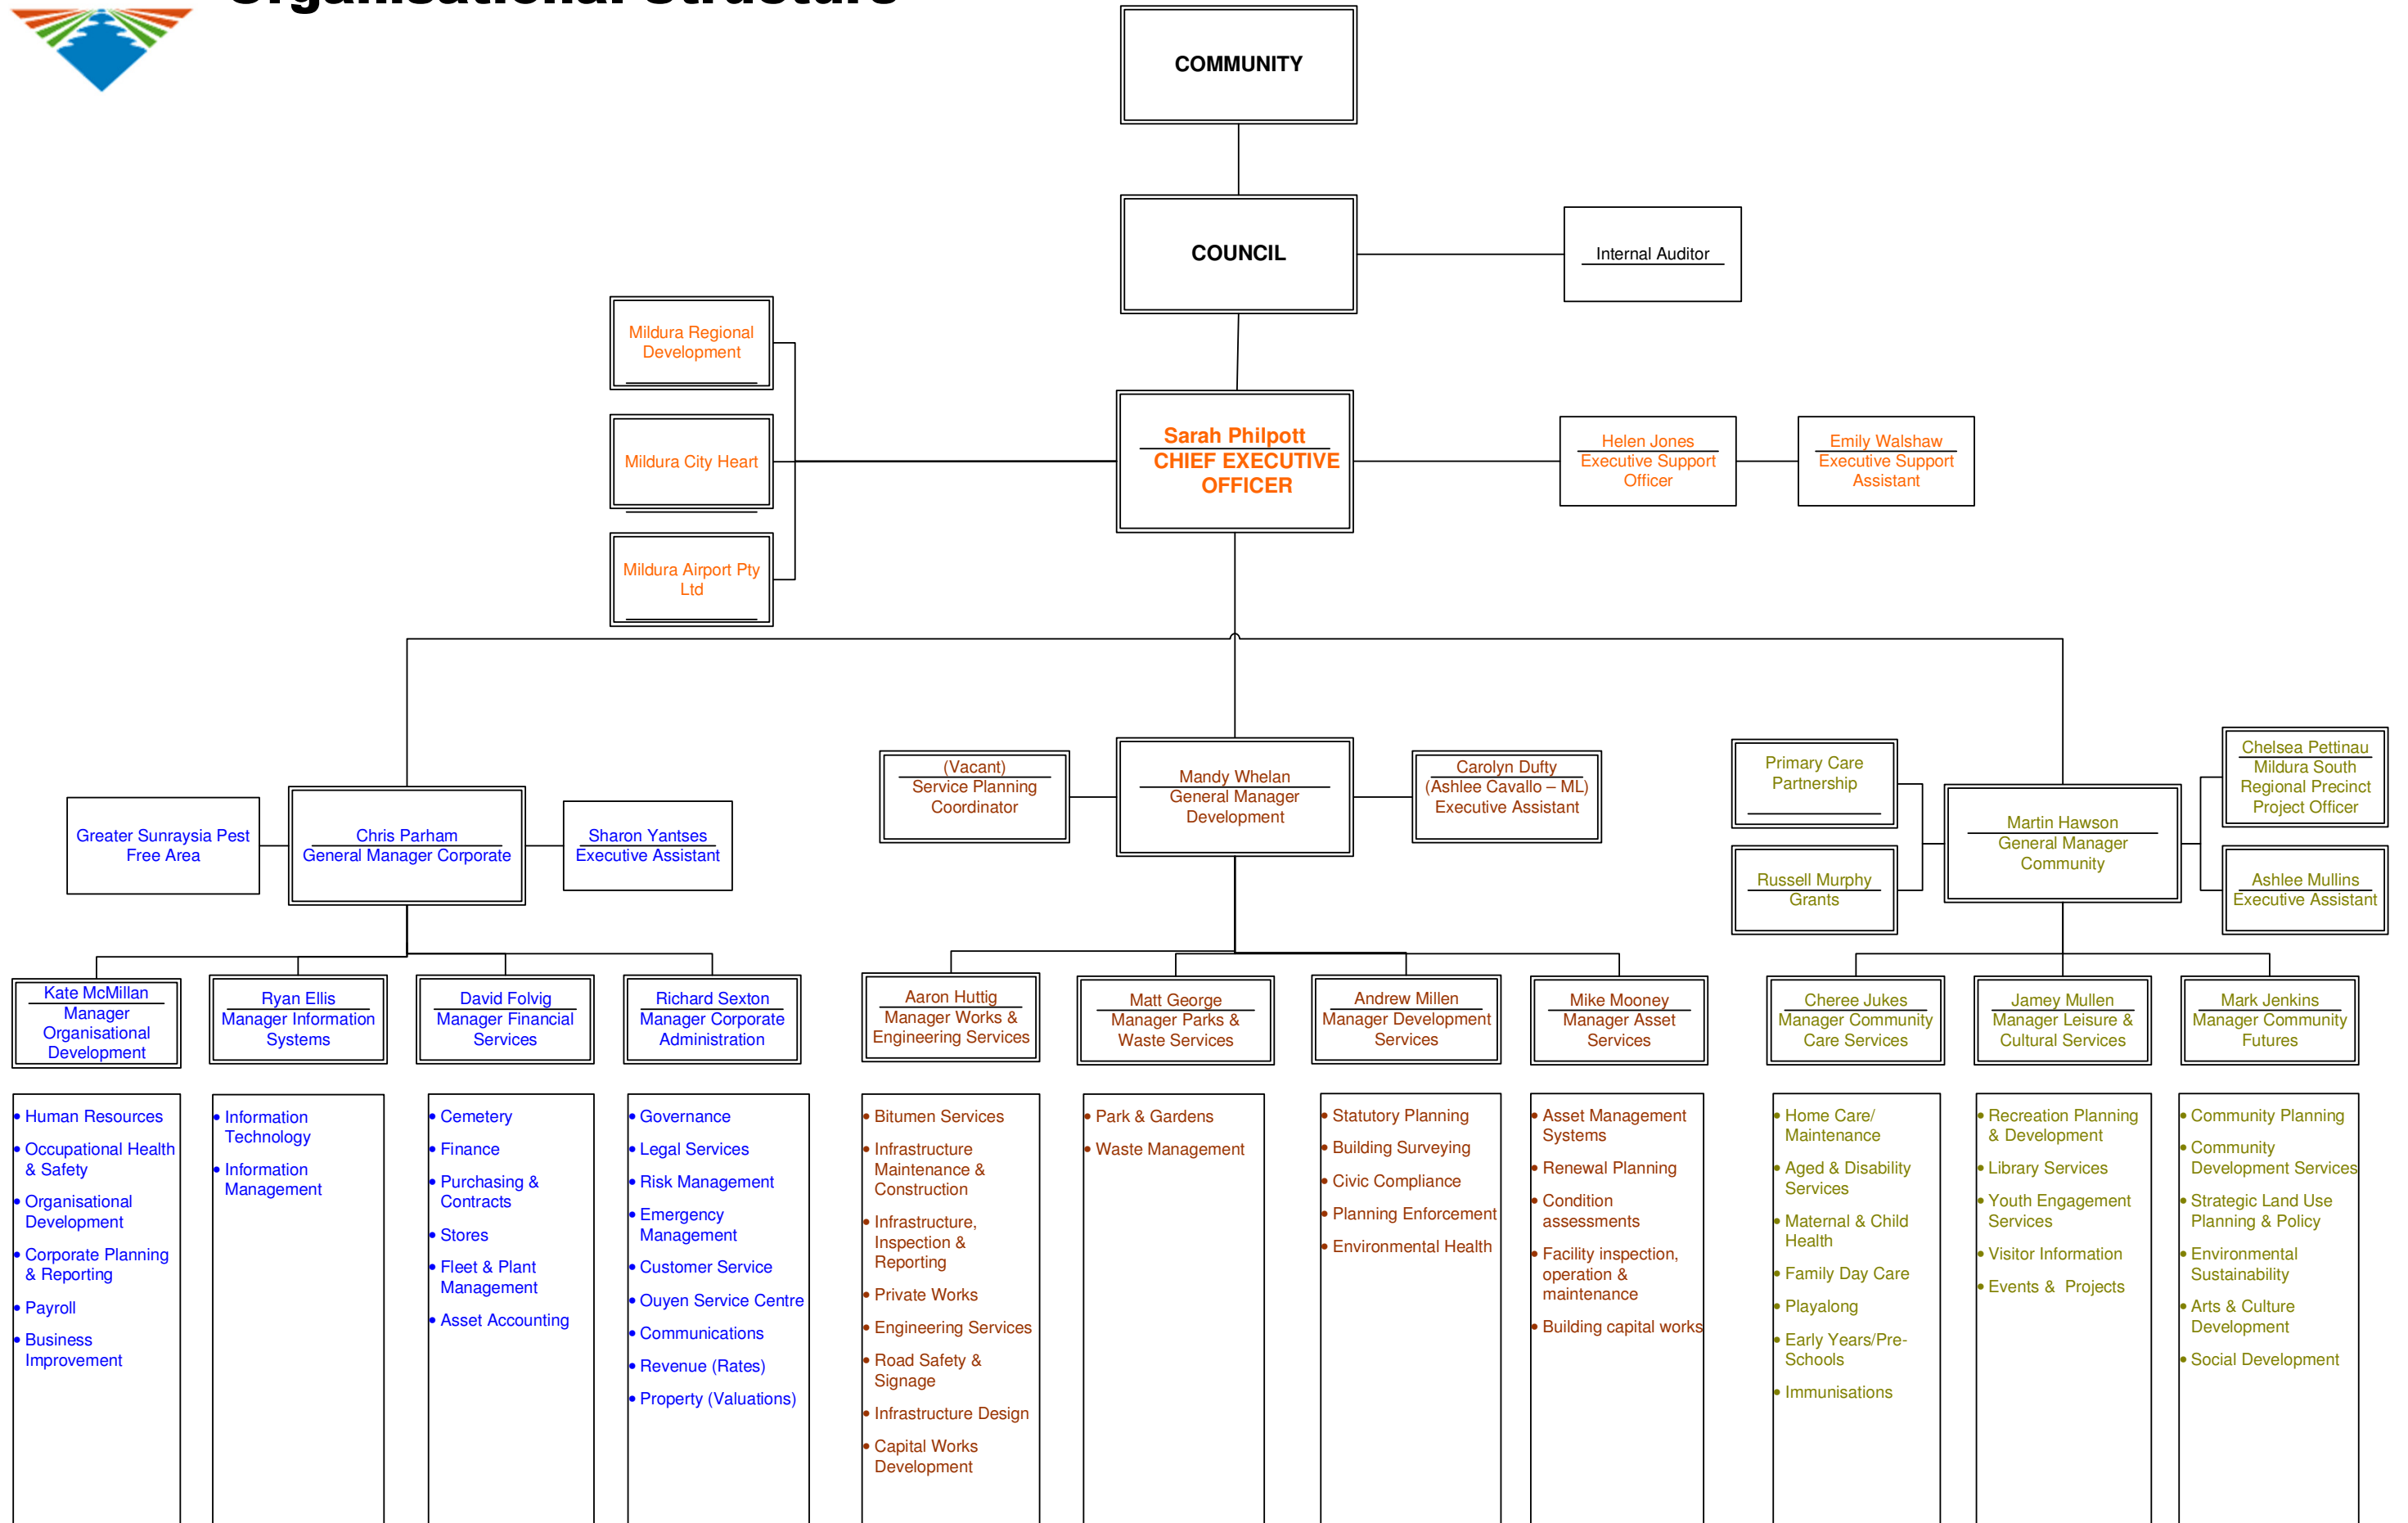 Organisational Structure
COMMUNITY
COUNCIL
Internal Auditor
Mildura Regional
Development
Mildura City Heart
Mildura Airport Pty
Ltd
Sarah Philpott
CHIEF EXECUTIVE
OFFICER
Helen Jones
Executive Support
Officer
Emily Walshaw
Executive Support
Assistant
Greater Sunraysia Pest
Free Area
Chris Parham
General Manager Corporate
Sharon Yantses
Executive Assistant
(Vacant)
Service Planning
Coordinator
Mandy Whelan
General Manager
Development
Carolyn Dufty
(Ashlee Cavallo – ML)
Executive Assistant
Primary Care
Partnership
Russell Murphy
Grants
Martin Hawson
General Manager
Community
Chelsea Pettinau
Mildura South
Regional Precinct
Project Officer
Ashlee Mullins
Executive Assistant
Kate McMillan
Manager
Organisational
Development
Ryan Ellis
Manager Information
Systems
David Folvig
Manager Financial
Services
Richard Sexton
Manager Corporate
Administration
Aaron Huttig
Manager Works &
Engineering Services
Matt George
Manager Parks &
Waste Services
Andrew Millen
Manager Development
Services
Mike Mooney
Manager Asset
Services
Cheree Jukes
Manager Community
Care Services
Jamey Mullen
Manager Leisure &
Cultural Services
Mark Jenkins
Manager Community
Futures
• Human Resources
• Occupational Health
& Safety
• Organisational
Development
• Corporate Planning
& Reporting
• Payroll
• Business
Improvement
• Information
Technology
• Information
Management
• Cemetery
• Finance
• Purchasing &
Contracts
• Stores
• Fleet & Plant
Management
• Asset Accounting
• Governance
• Legal Services
• Risk Management
• Emergency
Management
• Customer Service
• Ouyen Service Centre
• Communications
• Revenue (Rates)
• Property (Valuations)
• Bitumen Services
• Infrastructure
Maintenance &
Construction
• Infrastructure,
Inspection &
Reporting
• Private Works
• Engineering Services
• Road Safety &
Signage
• Infrastructure Design
• Capital Works
Development
• Park & Gardens
• Waste Management
• Statutory Planning
• Building Surveying
• Civic Compliance
• Planning Enforcement
• Environmental Health
• Asset Management
Systems
• Renewal Planning
• Condition
assessments
• Facility inspection,
operation &
maintenance
• Building capital works
• Home Care/
Maintenance
• Aged & Disability
Services
• Maternal & Child
Health
• Family Day Care
• Playalong
• Early Years/Pre-
Schools
• Immunisations
• Recreation Planning
& Development
• Library Services
• Youth Engagement
Services
• Visitor Information
• Events & Projects
• Community Planning
• Community
Development Services
• Strategic Land Use
Planning & Policy
• Environmental
Sustainability
• Arts & Culture
Development
• Social Development